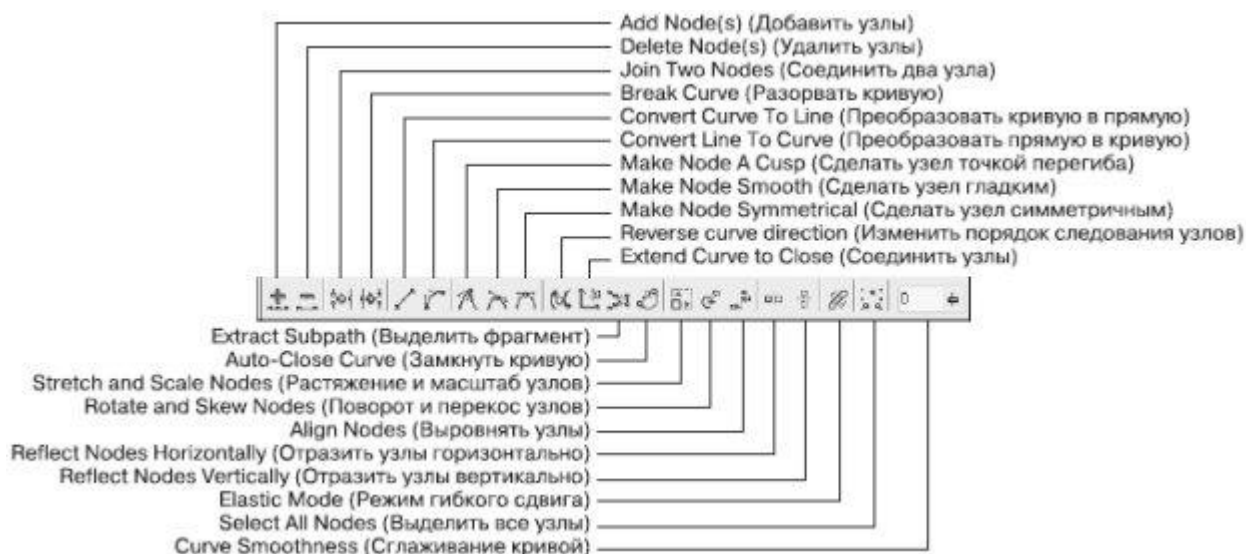 Add Node(s) (Добавить узлы)
Delete Node(s) (Удалить узлы)
Join Two Nodes (Соединить два узла)
Break Curve (Разорвать кривую)
Convert Curve To Line (Преобразовать кривую в прямую)
Convert Line To Curve (Преобразовать прямую в кривую)
Make Node A Cusp (Сделать узел точкой перегиба)
Make Node Smooth (Сделать узел гладким)
Make Node Symmetrical (Сделать узел симметричным)
Reverse curve direction (Изменить порядок следования узлов)
Extend Curve to Close (Соединить узлы)
0
Extract Subpath (Выделить фрагмент)
Auto-Close Curve (Замкнуть кривую)
Stretch and Scale Nodes (Растяжение и масштаб узлов)
Rotate and Skew Nodes (Поворот и перекос узлов)
Align Nodes (Выровнять узлы)
Reflect Nodes Horizontally (Отразить узлы горизонтально)
Reflect Nodes Vertically (Отразить узлы вертикально)
Elastic Mode (Режим гибкого сдвига)
Select All Nodes (Выделить все узлы)
Curve Smoothness (Сглаживание кривой)